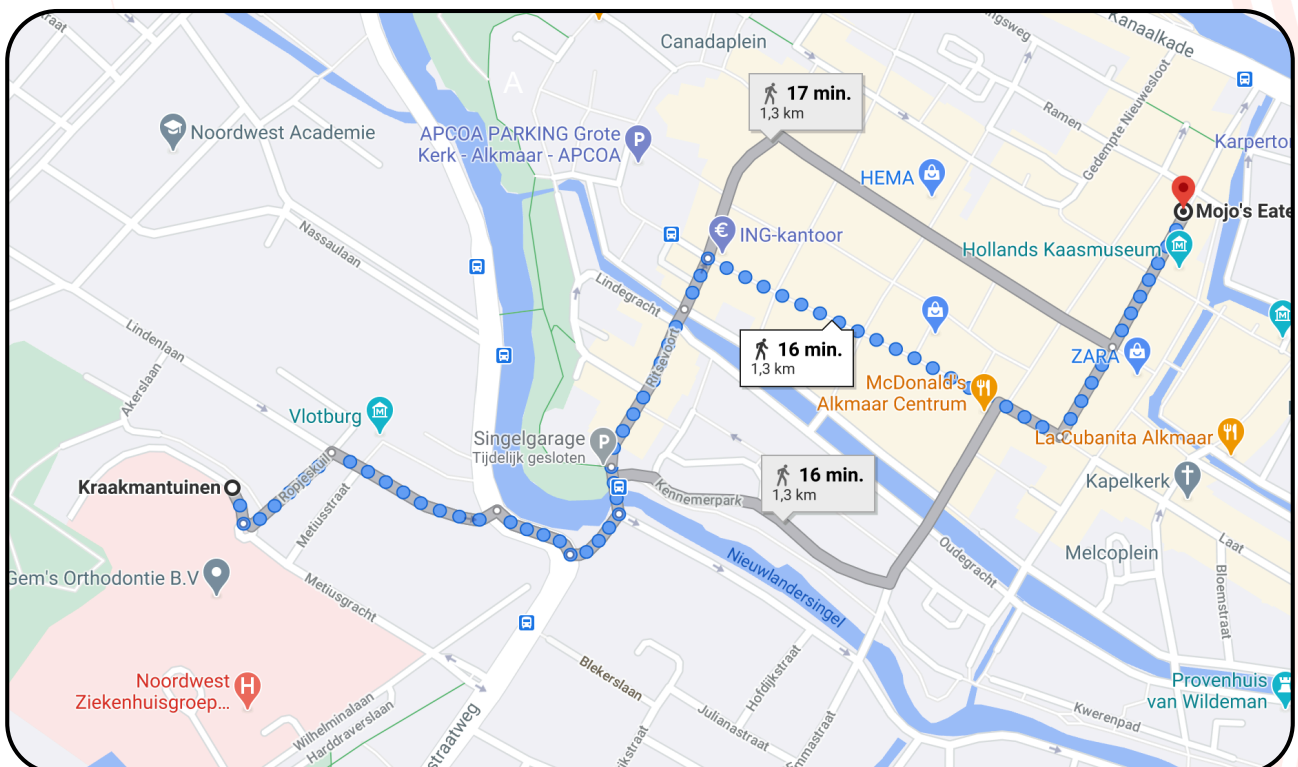 Canadaplein
Kanaalkade
A
17 min.
1,3 km
Ramen
Gedempte Nieuwesloot
Noordwest Academie
APCOA PARKING Grote
Kerk - Alkmaar - APCOA
P
Karperton
HEMA
Mojo's Eate
Nassaulaan
ING-kantoor
€
Hollands Kaasmuseum
M
Lindegracht
M
Lindenlaan
16 min.
1,3 km
ZARA
Ritsevoort
Akerslaan
McDonald's
Alkmaar Centrum
Vlotburg
M
Singelgarage
Tijdelijk gesloten
P
La Cubanita Alkmaar
Kraakmantuinen
Ropjeskuil
16 min.
1,3 km
Kapelkerk
Metiusstraat
Kennemerpark
Oudegracht
Melcoplein
Laat
Gem's Orthodontie B.V
Metiusgracht
Nieuwlandersingel
Bloemstraat
Blekerslaan
Hofdijkstraat
Noordwest
Ziekenhuisgroep...
H
Provenhuis
van Wildeman
Wilhelminalaan
Harddraverslaan
Julianastraat
Kwerenpad